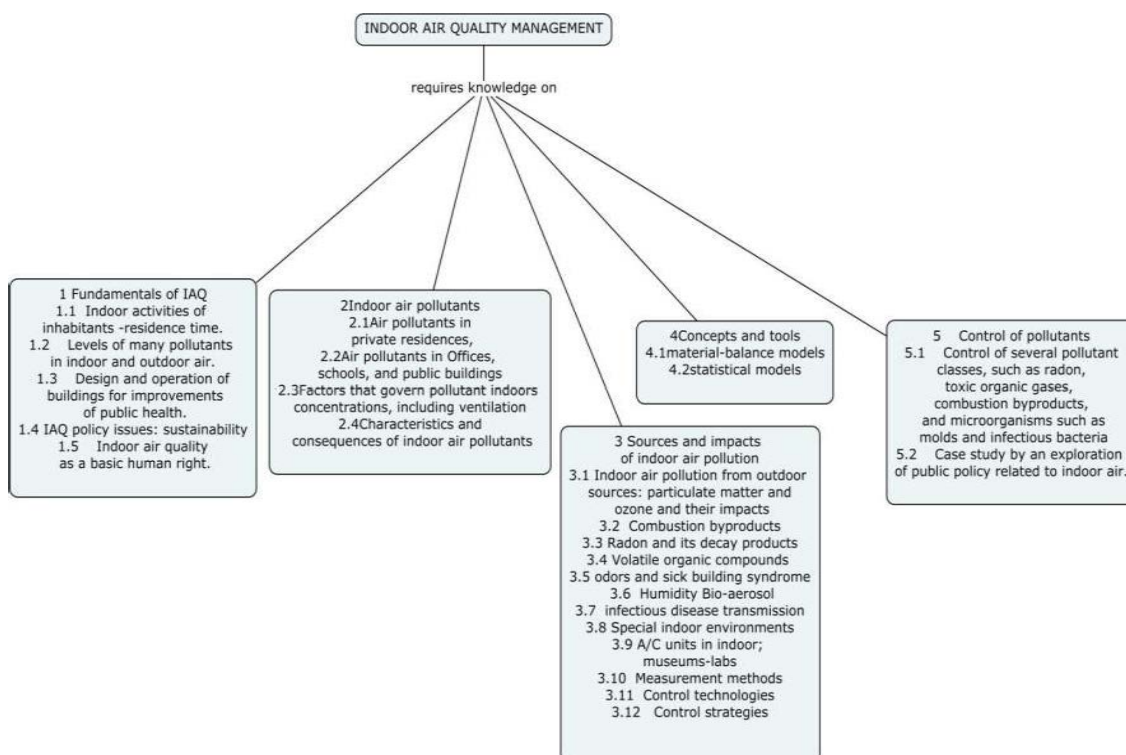 INDOOR AIR QUALITY MANAGEMENT
requires knowledge on
1 Fundamentals of IAQ
1.1 Indoor activities of
inhabitants -residence time.
1.2 Levels of many pollutants
in indoor and outdoor air.
1.3 Design and operation of
buildings for improvements
of public health.
1.4 IAQ policy issues: sustainability
1.5 Indoor air quality
as a basic human right.
2Indoor air pollutants
2.1Air pollutants in
private residences,
2.2Air pollutants in Offices,
schools, and public buildings
2.3Factors that govern pollutant indoors
concentrations, including ventilation
2.4Characteristics and
consequences of indoor air pollutants
3 Sources and impacts
of indoor air pollution
3.1 Indoor air pollution from outdoor
sources: particulate matter and
ozone and their impacts
3.2 Combustion byproducts
3.3 Radon and its decay products
3.4 Volatile organic compounds
3.5 odors and sick building syndrome
3.6 Humidity Bio-aerosol
3.7 infectious disease transmission
3.8 Special indoor environments
3.9 A/C units in indoor;
museums-labs
3.10 Measurement methods
3.11 Control technologies
3.12 Control strategies
4Concepts and tools
4.1material-balance models
4.2statistical models
5 Control of pollutants
5.1 Control of several pollutant
classes, such as radon,
toxic organic gases,
combustion byproducts,
and microorganisms such as
molds and infectious bacteria
5.2 Case study by an exploration
of public policy related to indoor air.